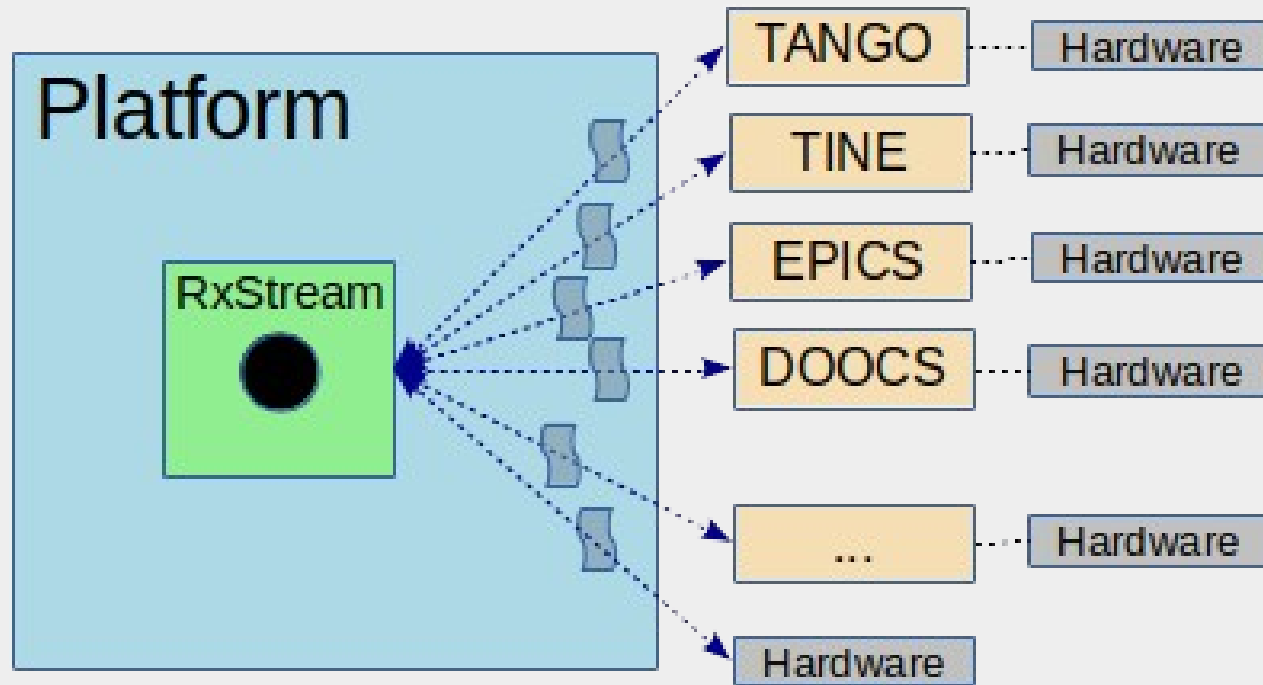 Platform
RxStream
TANGO
Hardware
TINE
Hardware
EPICS
Hardware
DOOCS
Hardware
...
Hardware
Hardware